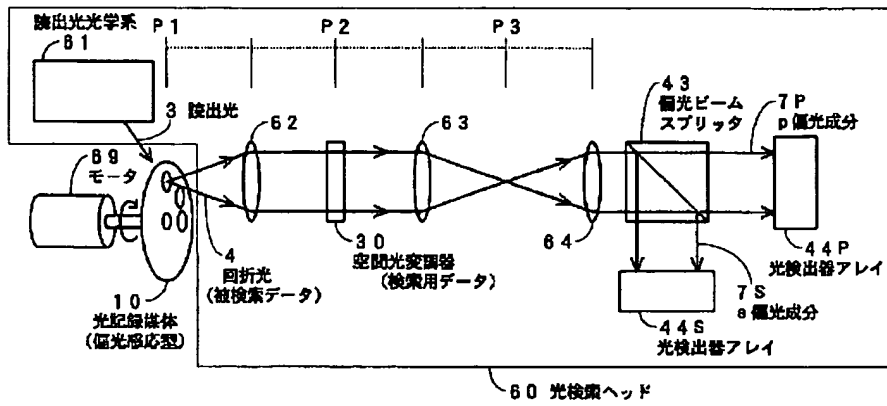 読出光光学系
61
P1
P2
P3
3 読出光
62
63
43
偏光ビーム
スプリッタ
7P
p偏光成分
69
モータ
4
回折光
(被検索データ)
30
空間光変調器
(検索用データ)
64
44P
光検出器アレイ
10
光記録媒体
(偏光感応型)
7S
s偏光成分
44S
光検出器アレイ
60 光検索ヘッド